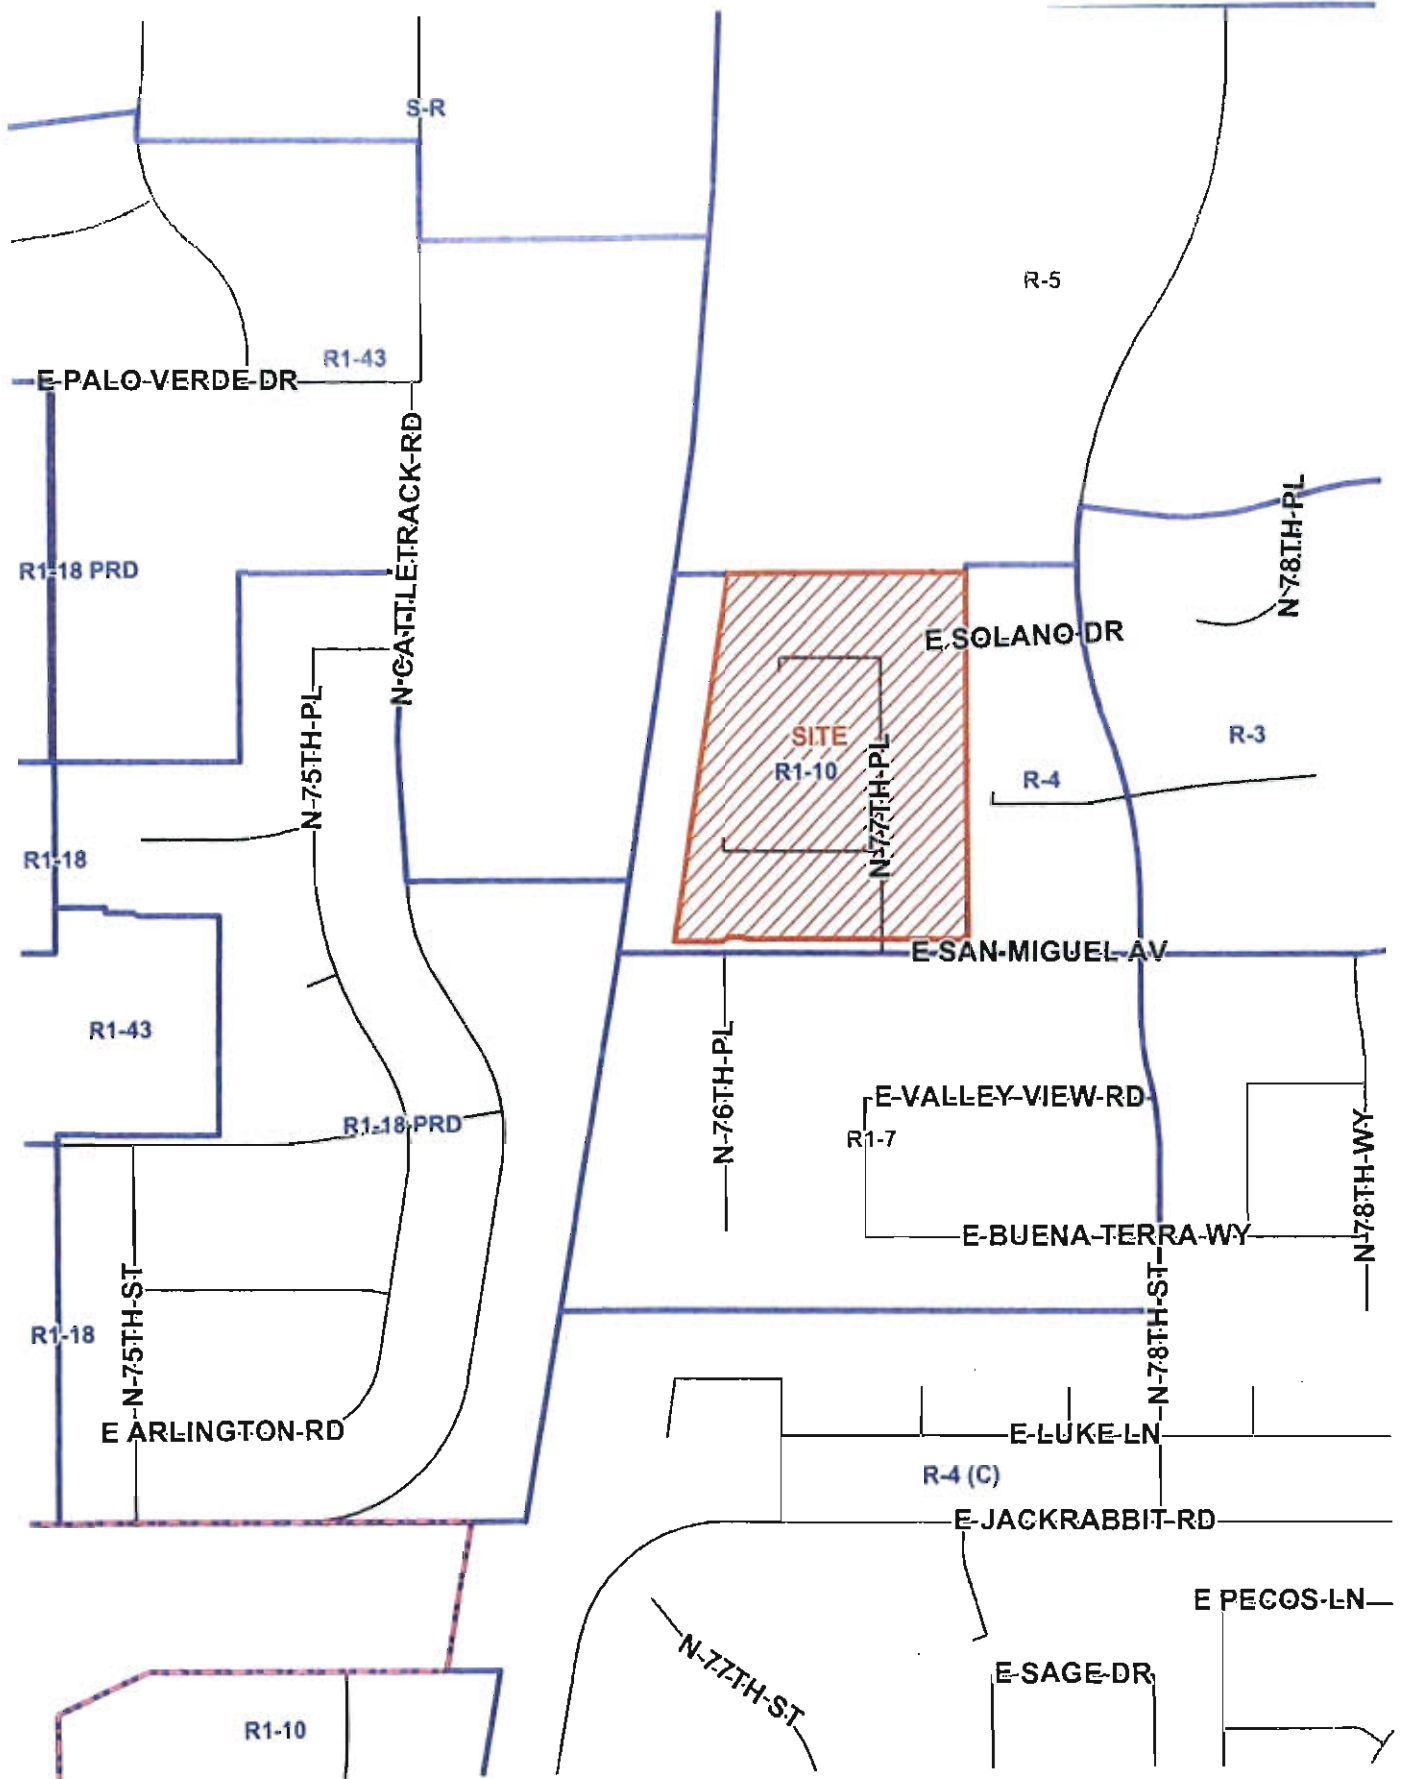 S-R
R-5
R1-43
E PALO VERDE DR
N CATTLETRACK RD
N 78TH PL
R1-18 PRD
E SOLANO DR
N 75TH PL
SITE
R1-10
N 77TH PL
R-3
R-4
R1-18
E SAN MIGUEL AV
R1-43
N 76TH PL
E VALLEY VIEW RD
R1-18 PRD
R1-7
N 78TH WY
E BUENA TERRA WY
N 75TH ST
R1-18
N 78TH ST
E ARLINGTON RD
E LUKE LN
R-4 (C)
E JACKRABBIT RD
E PECOS LN
N 77TH ST
E SAGE DR
R1-10